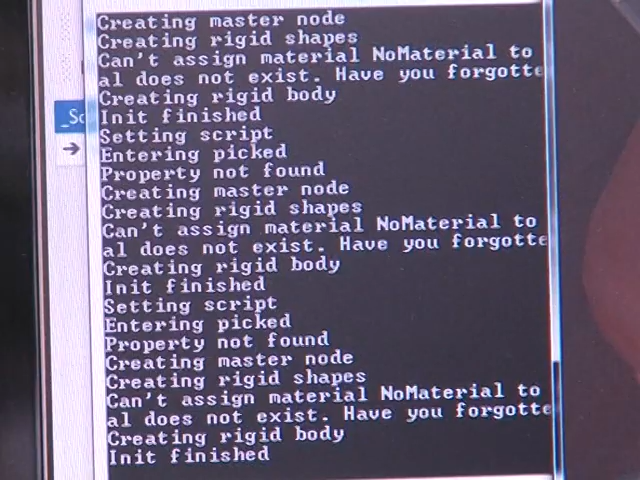 Creating master node
Creating rigid shapes
Can't assign material NoMaterial to
al does not exist. Have you forgotte
Creating rigid body
_Sc
Init finished
Setting script
Entering picked
Property not found
Creating master node
Creating rigid shapes
Can't assign material NoMaterial to
al does not exist. Have you forgotte
Creating rigid body
Init finished
Setting script
Entering picked
Property not found
Creating master node
Creating rigid shapes
Can't assign material NoMaterial to
al does not exist. Have you forgotte
Creating rigid body
Init finished